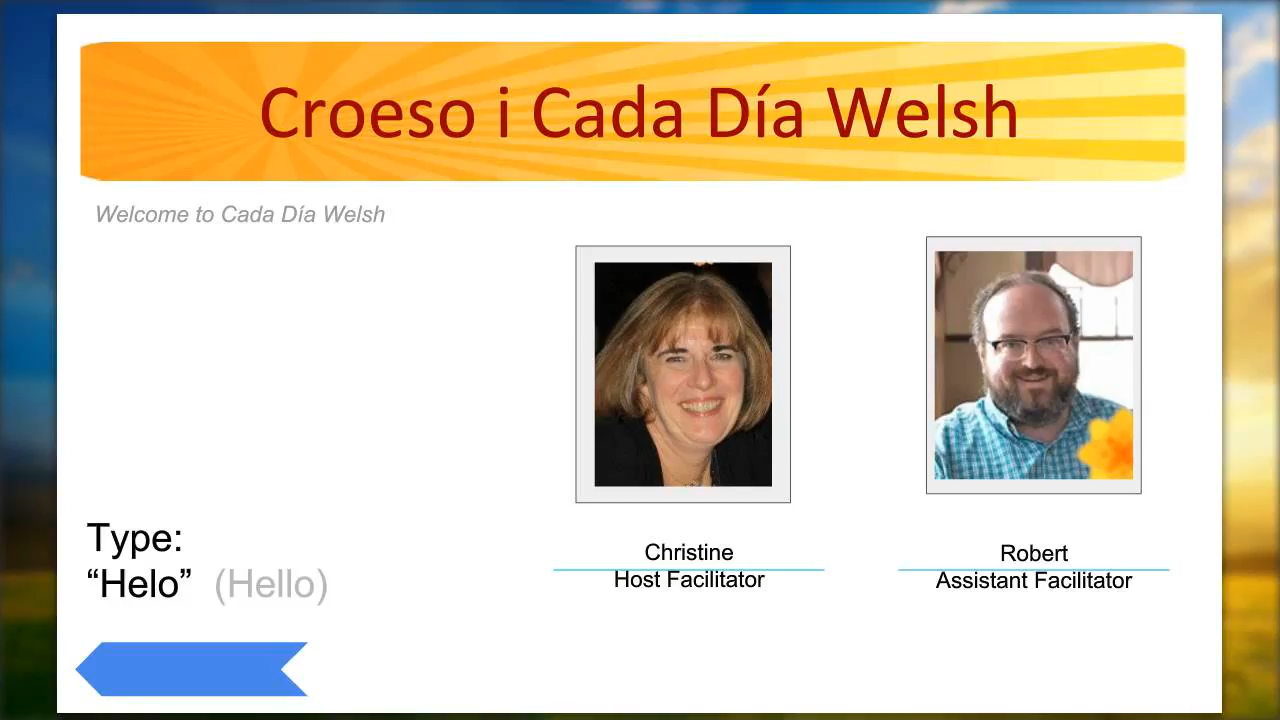 Croeso i Cada Día Welsh
Welcome to Cada Día Welsh
Type:
“Helo” (Hello)
Christine
Host Facilitator
Robert
Assistant Facilitator